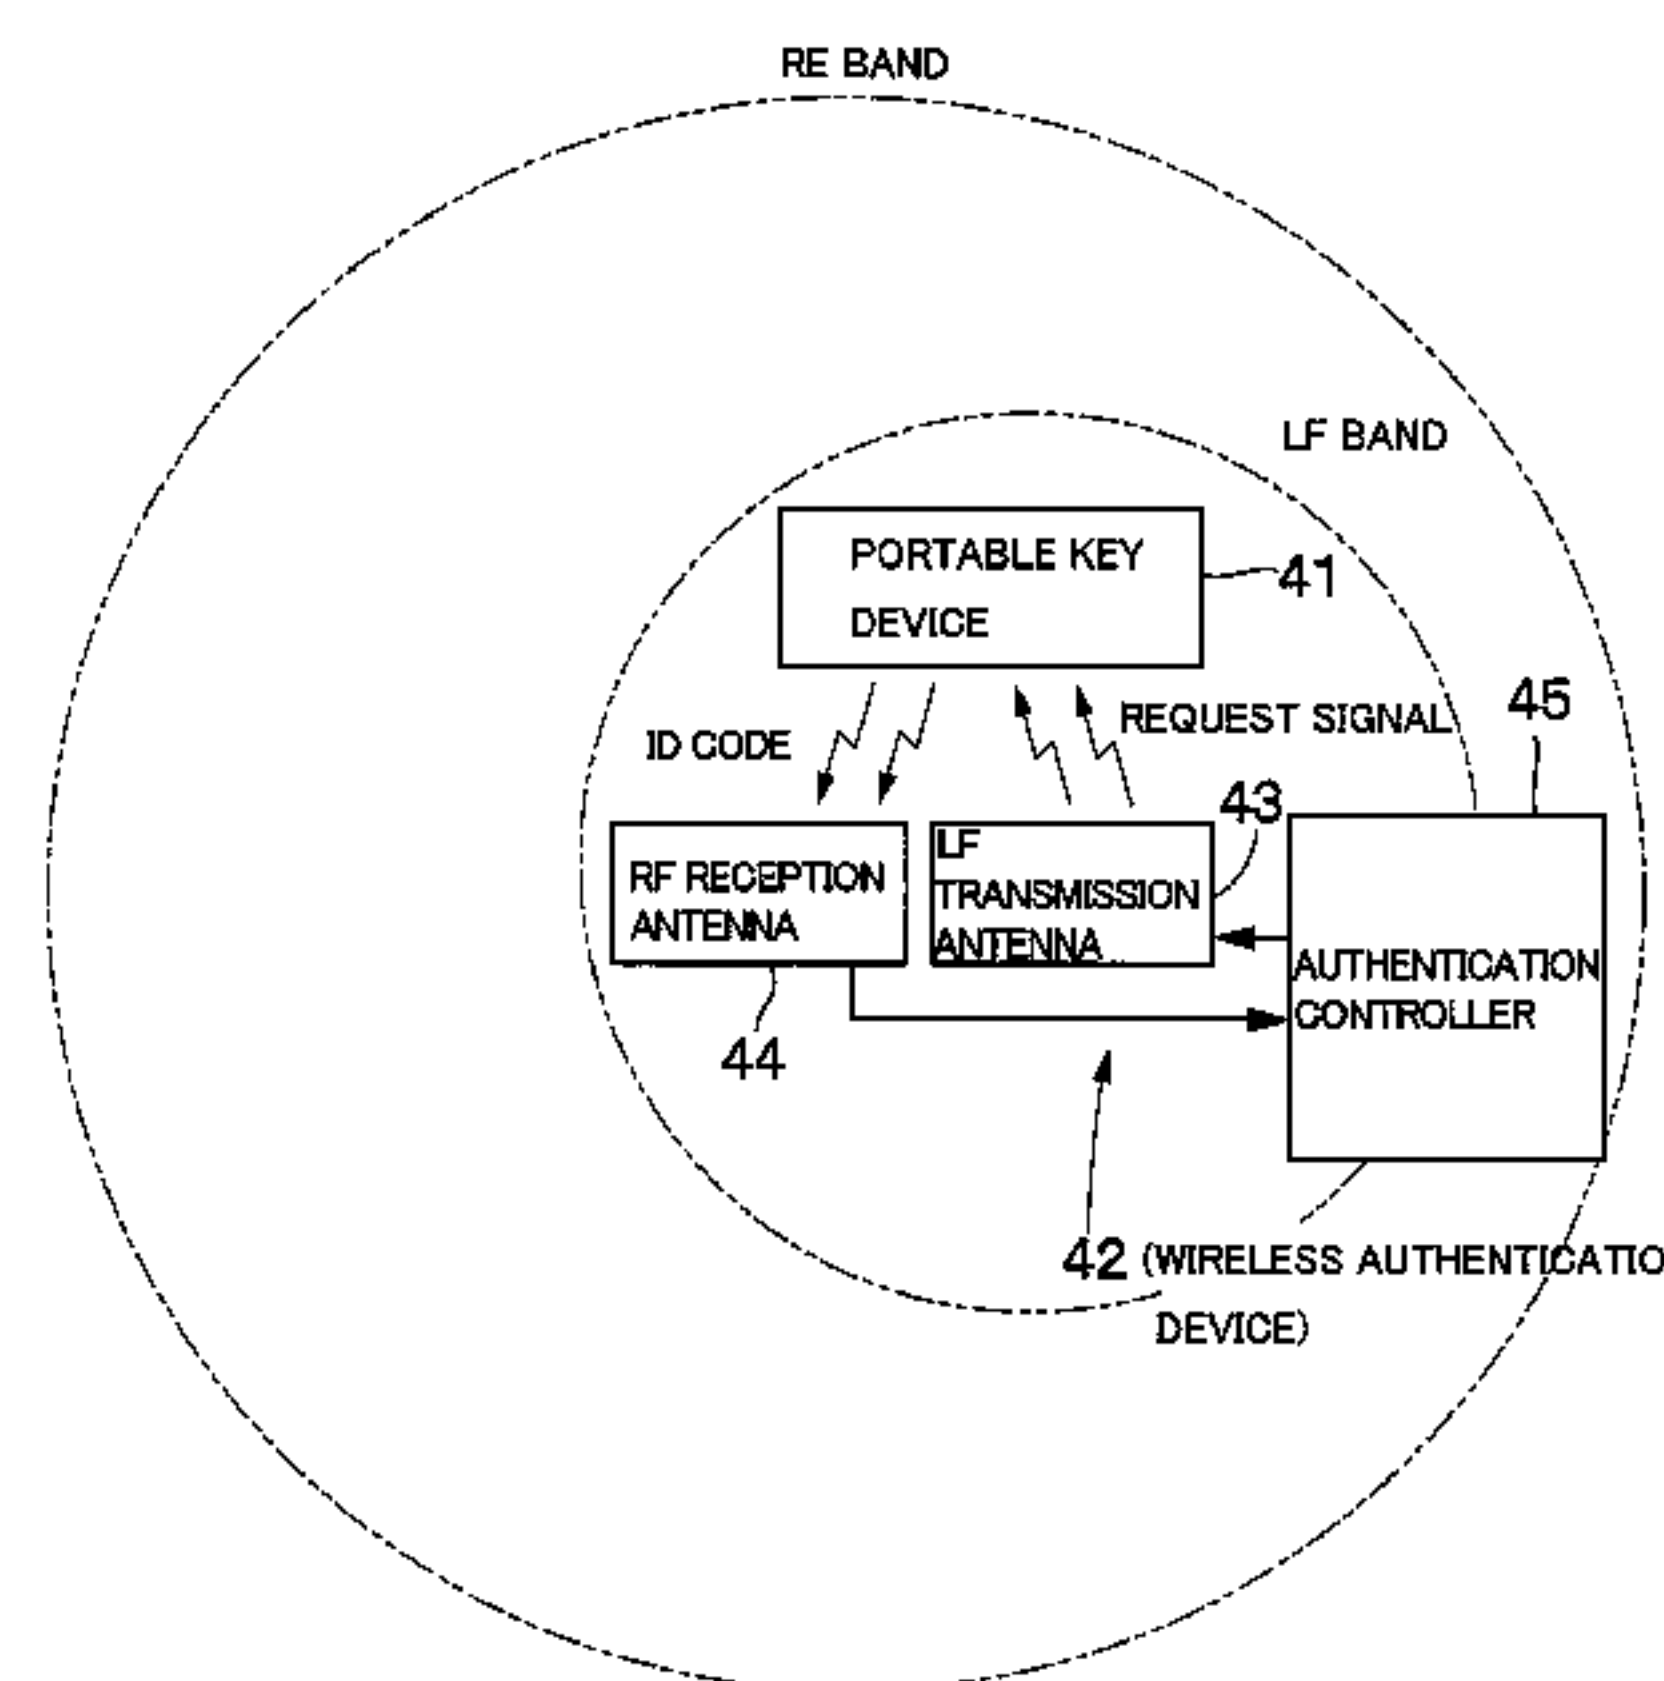 RE BAND
LF BAND
PORTABLE KEY
DEVICE
41
ID CODE
REQUEST SIGNAL
45
43
RF RECEPTION
ANTENNA
LF
TRANSMISSION
ANTENNA
AUTHENTICATION
CONTROLLER
44
42 (WIRELESS AUTHENTICATIO
DEVICE)